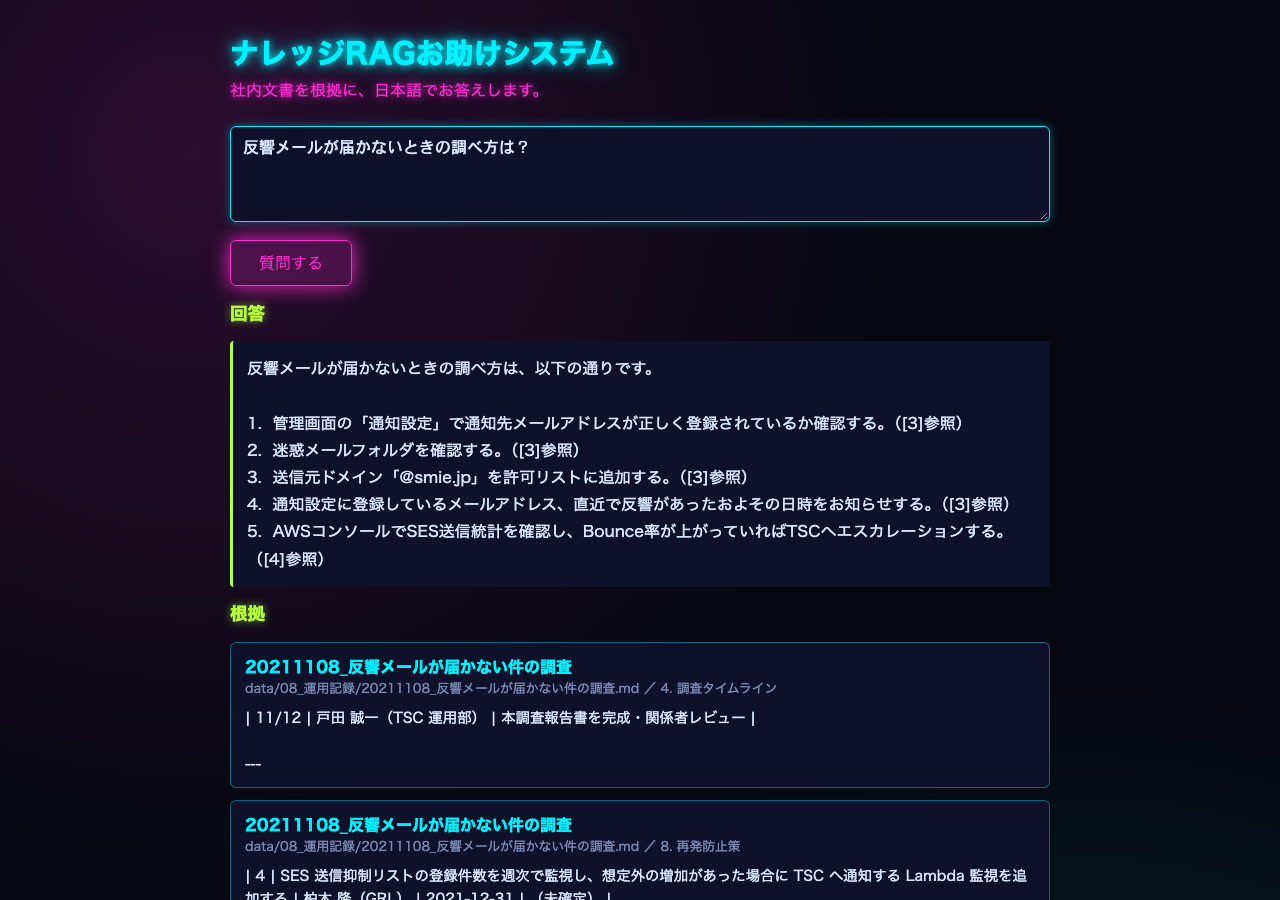 ナレッジRAGお助けシステム
社内文書を根拠に、日本語でお答えします。
反響メールが届かないときの調べ方は？
質問する
回答
反響メールが届かないときの調べ方は、以下の通りです。
1. 管理画面の「通知設定」で通知先メールアドレスが正しく登録されているか確認する。([3]参照)
2. 迷惑メールフォルダを確認する。([3]参照)
3. 送信元ドメイン「@smie.jp」を許可リストに追加する。([3]参照)
4. 通知設定に登録しているメールアドレス、直近で反響があったおよその日時をお知らせする。([3]参照)
5. AWSコンソールでSES送信統計を確認し、Bounce率が上がっていればTSCへエスカレーションする。
([4]参照)
根拠
20211108_反響メールが届かない件の調査
data/08_運用記録/20211108_反響メールが届かない件の調査.md ／ 4. 調査タイムライン
| 11/12 | 戸田 誠一（TSC 運用部） | 本調査報告書を完成・関係者レビュー |
---
20211108_反響メールが届かない件の調査
data/08_運用記録/20211108_反響メールが届かない件の調査.md ／ 8. 再発防止策
| 4 | SES 送信抑制リストの登録件数を週次で監視し、想定外の増加があった場合に TSC へ通知する Lambda 監視を追
加する | 柏木 隆（GRL） | 2021-12-31 | （未確定） |